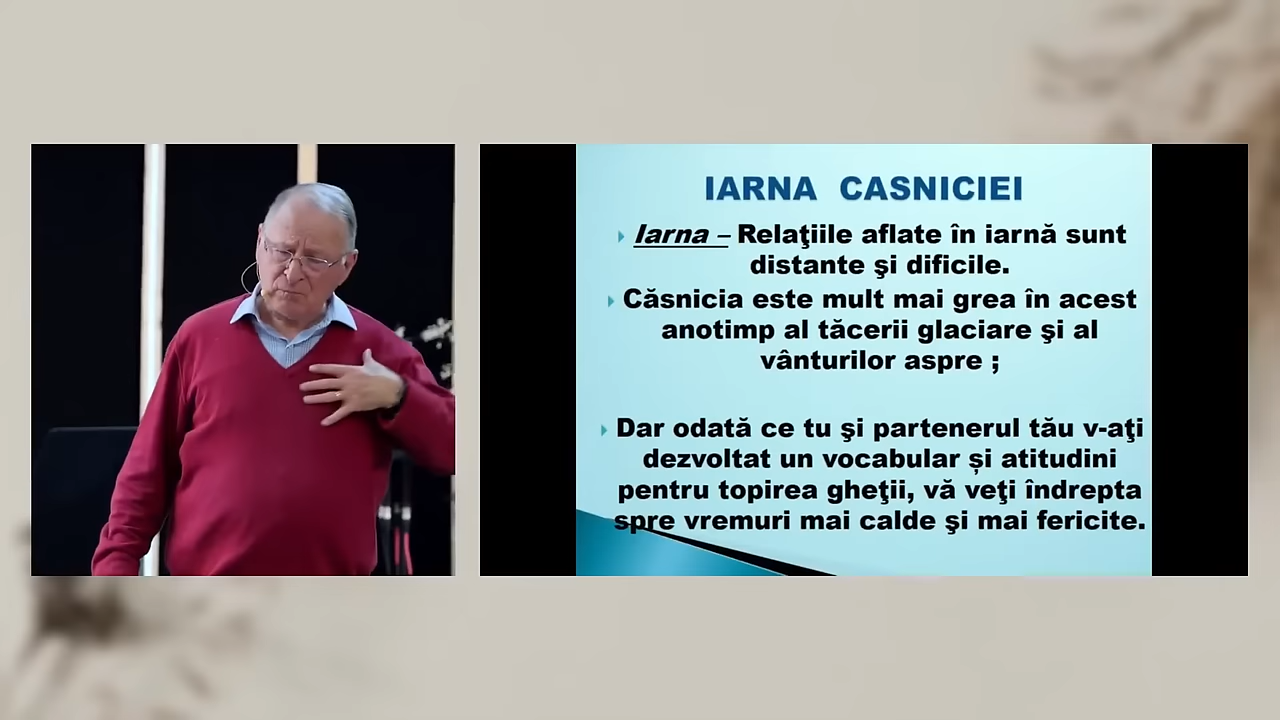 IARNA CASNICIEI
Iarna – Relaţiile aflate în iarnă sunt
distante şi dificile.
Căsnicia este mult mai grea în acest
anotimp al tăcerii glaciare şi al
vânturilor aspre ;
Dar odată ce tu şi partenerul tău v-aţi
dezvoltat un vocabular și atitudini
pentru topirea gheţii, vă veţi îndrepta
spre vremuri mai calde şi mai fericite.